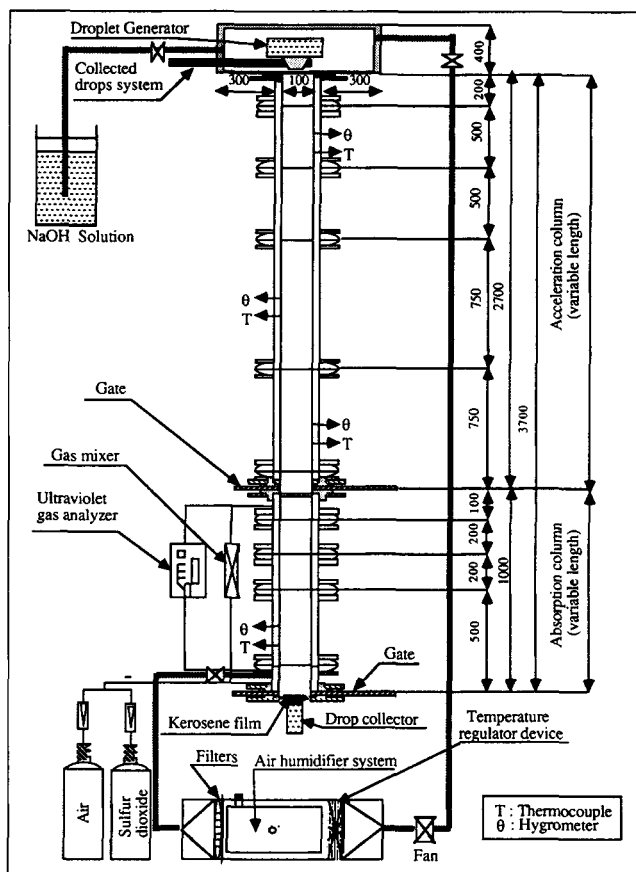 Droplet Generator
Collected
drops system
300
100
300
400
200
500
500
750
750
2700
3700
Acceleration column
(variable length)
NaOH Solution
θ
T
θ
T
θ
T
Gate
Gas mixer
Ultraviolet
gas analyzer
100
200
200
500
1000
Absorption column
(variable length)
θ
T
Gate
Kerosene film
Drop collector
Temperature
regulator device
Filters
Air humidifier system
Air
Sulfur
dioxide
Fan
T : Thermocouple
θ : Hygrometer